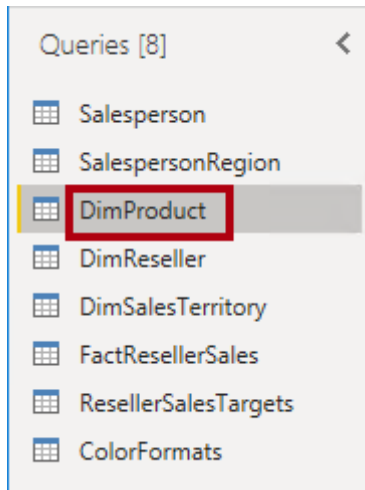 Queries [8]
Salesperson
SalespersonRegion
DimProduct
DimReseller
DimSalesTerritory
FactResellerSales
ResellerSalesTargets
ColorFormats